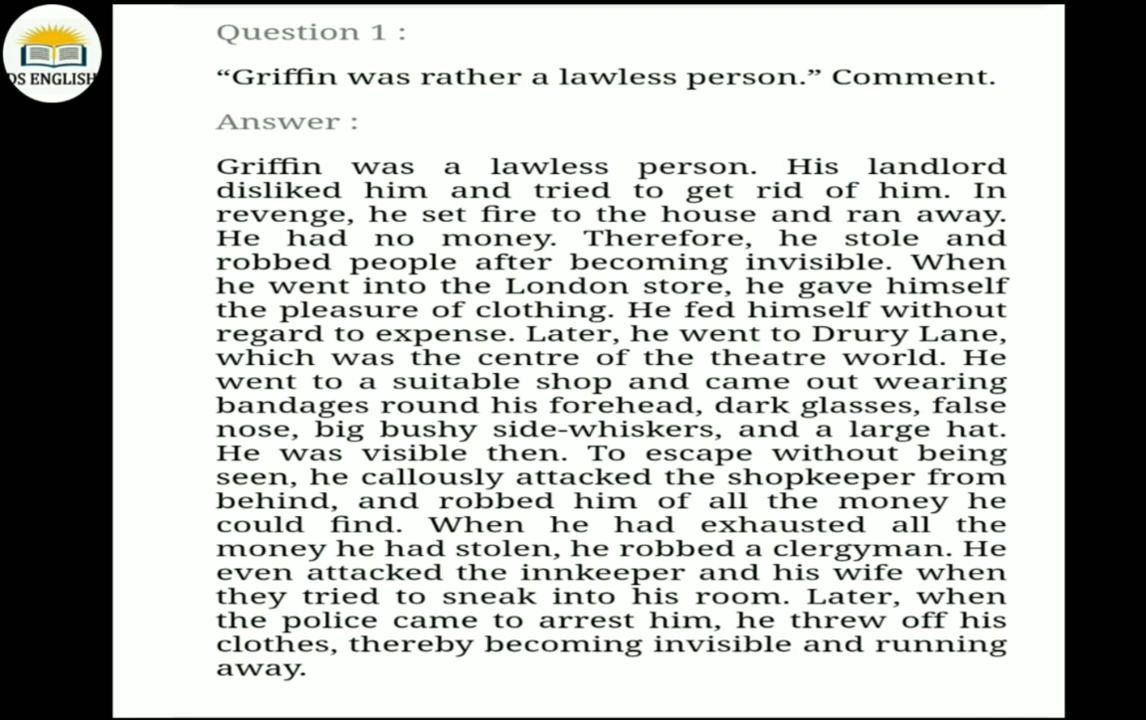 Question 1 :
“Griffin was rather a lawless person.” Comment.
Answer :
Griffin was a lawless person. His landlord
disliked him and tried to get rid of him. In
revenge, he set fire to the house and ran away.
He had no money. Therefore, he stole and
robbed people after becoming invisible. When
he went into the London store, he gave himself
the pleasure of clothing. He fed himself without
regard to expense. Later, he went to Drury Lane,
which was the centre of the theatre world. He
went to a suitable shop and came out wearing
bandages round his forehead, dark glasses, false
nose, big bushy side-whiskers, and a large hat.
He was visible then. To escape without being
seen, he callously attacked the shopkeeper from
behind, and robbed him of all the money he
could find. When he had exhausted all the
money he had stolen, he robbed a clergyman. He
even attacked the innkeeper and his wife when
they tried to sneak into his room. Later, when
the police came to arrest him, he threw off his
clothes, thereby becoming invisible and running
away.
DS ENGLISH